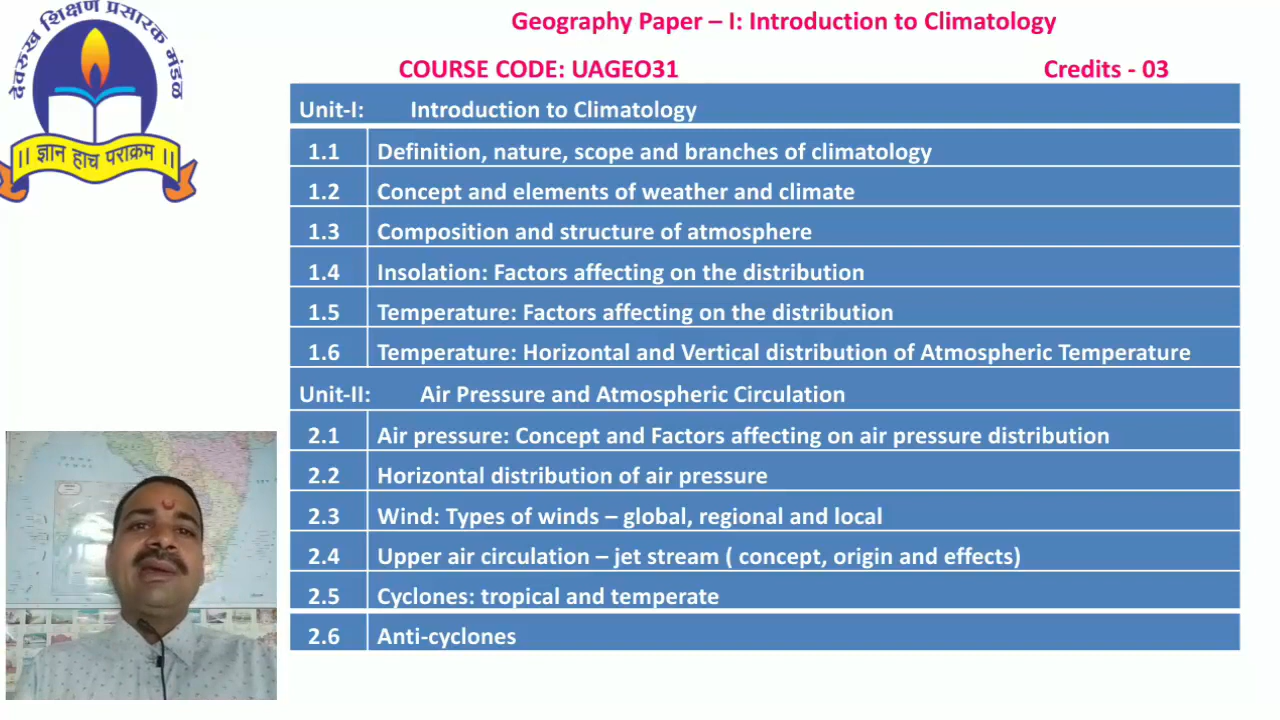 देवरुख शिक्षण प्रसारक मंडळ
|| ज्ञान हाच पराक्रम ||
Geography Paper – I: Introduction to Climatology
COURSE CODE: UAGEO31 Credits - 03
Unit-I: Introduction to Climatology
1.1 Definition, nature, scope and branches of climatology
1.2 Concept and elements of weather and climate
1.3 Composition and structure of atmosphere
1.4 Insolation: Factors affecting on the distribution
1.5 Temperature: Factors affecting on the distribution
1.6 Temperature: Horizontal and Vertical distribution of Atmospheric Temperature
Unit-II: Air Pressure and Atmospheric Circulation
2.1 Air pressure: Concept and Factors affecting on air pressure distribution
2.2 Horizontal distribution of air pressure
2.3 Wind: Types of winds – global, regional and local
2.4 Upper air circulation – jet stream ( concept, origin and effects)
2.5 Cyclones: tropical and temperate
2.6 Anti-cyclones